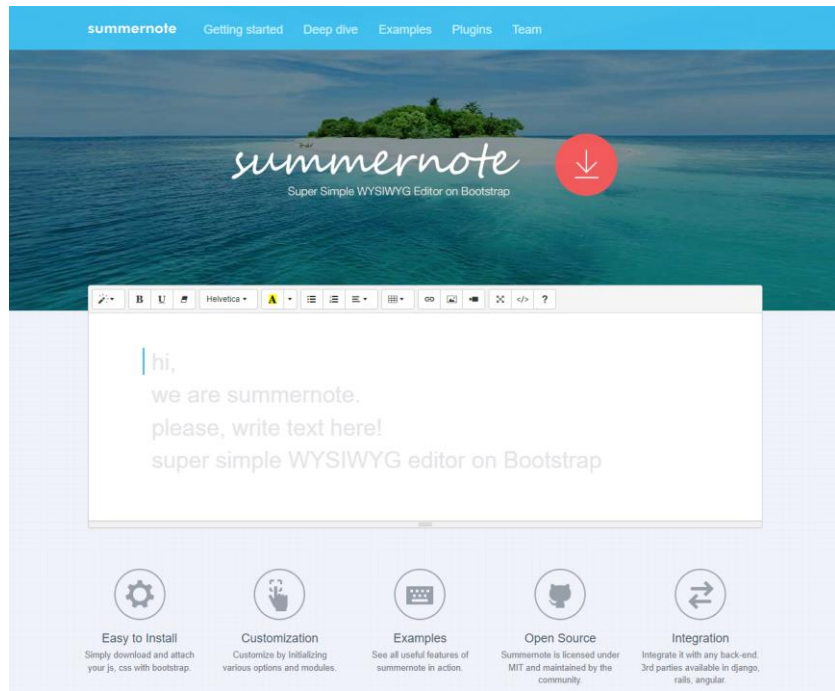 summernote Getting started Deep dive Examples Plugins Team
summernote
Super Simple WYSIWYG Editor on Bootstrap
B U Helvetica A </> ?
hi,
we are summernote.
please, write text here!
super simple WYSIWYG editor on Bootstrap
Easy to Install
Simply download and attach
your js, css with bootstrap.
Customization
Customize by Initializing
various options and modules.
Examples
See all useful features of
summernote in action.
Open Source
Summernote is licensed under
MIT and maintained by the
community.
Integration
Integrate it with any back-end.
3rd parties available in django,
rails, angular.